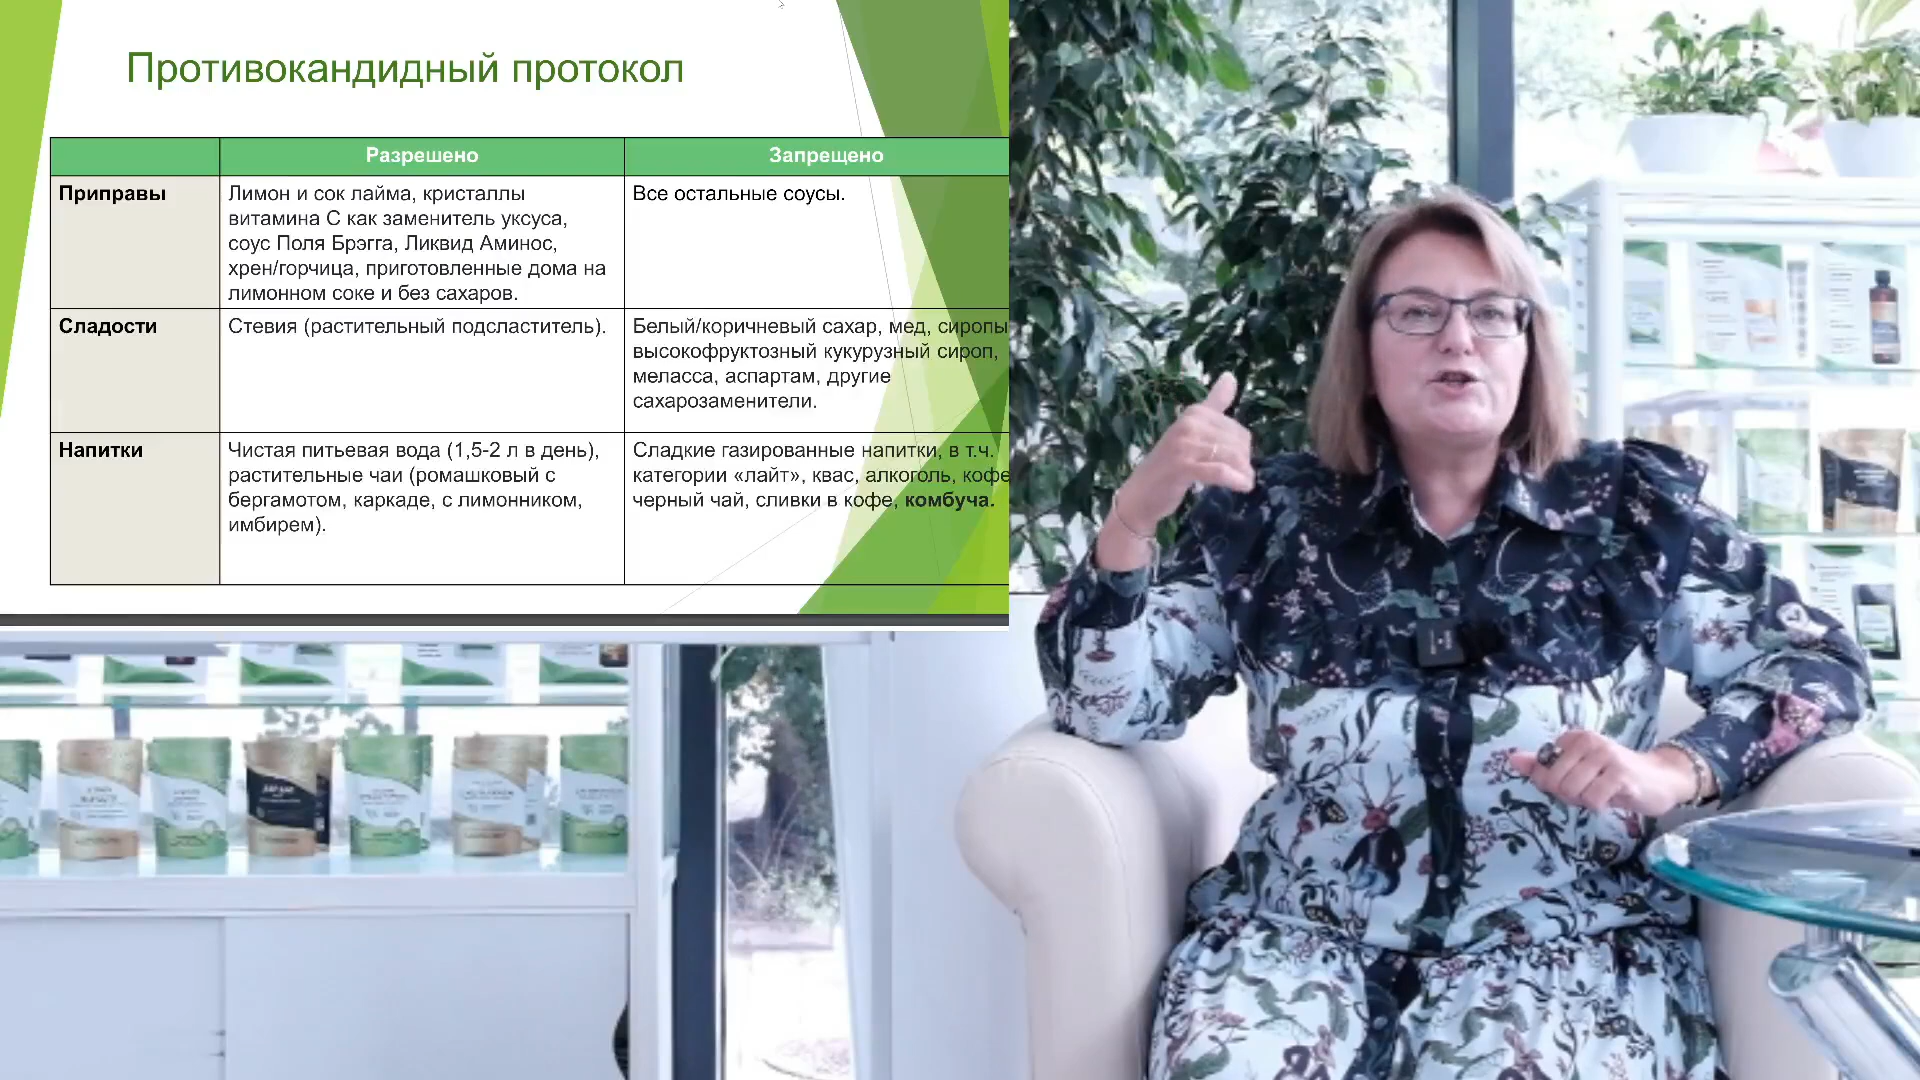 Противокандидный протокол
Разрешено
Запрещено
Приправы
Лимон и сок лайма, кристаллы
витамина С как заменитель уксуса,
соус Поля Брэгга, Ликвид Аминос,
хрен/горчица, приготовленные дома на
лимонном соке и без сахаров.
Все остальные соусы.
Сладости
Стевия (растительный подсластитель).
Белый/коричневый сахар, мед, сиропы
высокофруктозный кукурузный сироп,
меласса, аспартам, другие
сахарозаменители.
Напитки
Чистая питьевая вода (1,5-2 л в день),
растительные чаи (ромашковый с
бергамотом, каркаде, с лимонником,
имбирем).
Сладкие газированные напитки, в т.ч.
категории «лайт», квас, алкоголь, кофе
черный чай, сливки в кофе, комбуча.